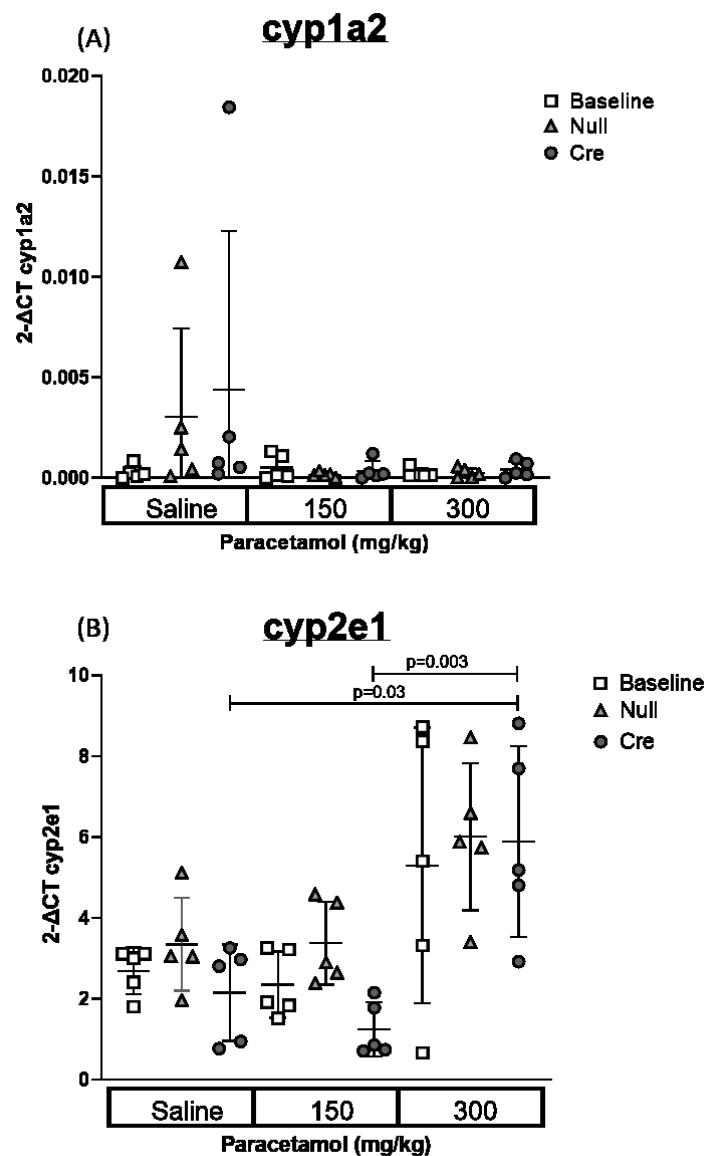 (A)
cyp1a2
0.020
0.015
0.010
0.005
0.000
2-ΔCT cyp1a2
Baseline
Null
Cre
Saline 150 300
Paracetamol (mg/kg)
(B)
cyp2e1
10
8
6
4
2
0
2-ΔCT cyp2e1
p=0.003
p=0.03
Baseline
Null
Cre
Saline 150 300
Paracetamol (mg/kg)